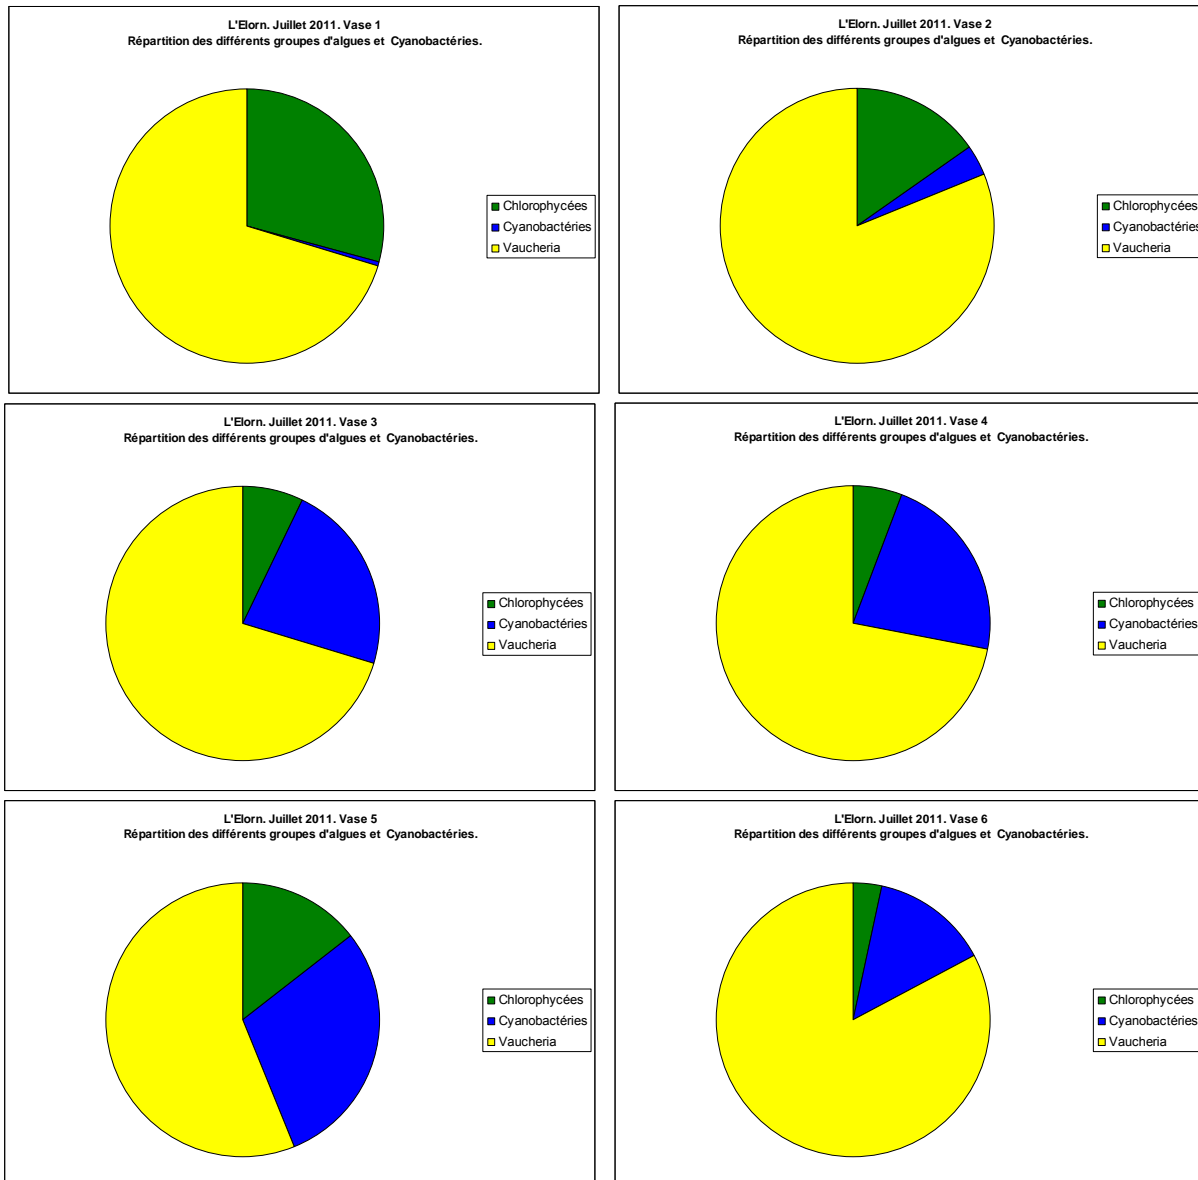 L'Elorn. Juillet 2011. Vase 1
Répartition des différents groupes d'algues et Cyanobactéries.
Chlorophycées
Cyanobactéries
Vaucheria
L'Elorn. Juillet 2011. Vase 2
Répartition des différents groupes d'algues et Cyanobactéries.
Chlorophycées
Cyanobactéries
Vaucheria
L'Elorn. Juillet 2011. Vase 3
Répartition des différents groupes d'algues et Cyanobactéries.
Chlorophycées
Cyanobactéries
Vaucheria
L'Elorn. Juillet 2011. Vase 4
Répartition des différents groupes d'algues et Cyanobactéries.
Chlorophycées
Cyanobactéries
Vaucheria
L'Elorn. Juillet 2011. Vase 5
Répartition des différents groupes d'algues et Cyanobactéries.
Chlorophycées
Cyanobactéries
Vaucheria
L'Elorn. Juillet 2011. Vase 6
Répartition des différents groupes d'algues et Cyanobactéries.
Chlorophycées
Cyanobactéries
Vaucheria